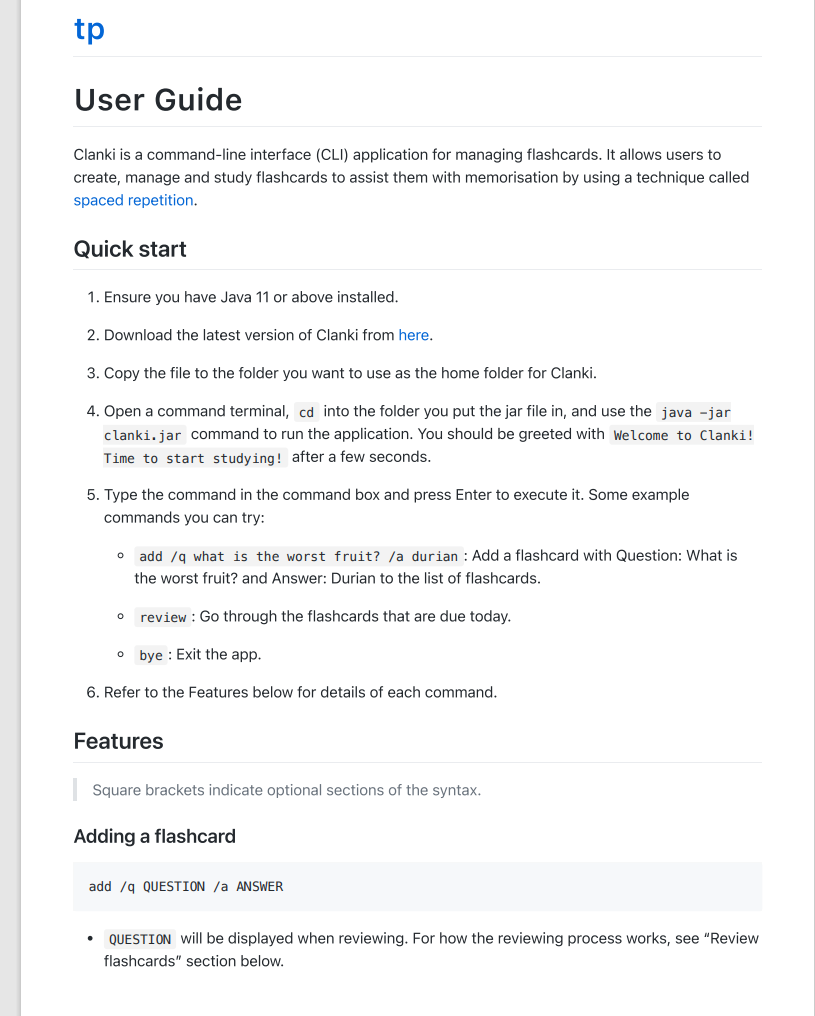 tp
User Guide
Clanki is a command-line interface (CLI) application for managing flashcards. It allows users to
create, manage and study flashcards to assist them with memorisation by using a technique called
spaced repetition.
Quick start
1. Ensure you have Java 11 or above installed.
2. Download the latest version of Clanki from here.
3. Copy the file to the folder you want to use as the home folder for Clanki.
4. Open a command terminal, cd into the folder you put the jar file in, and use the java -jar
clanki.jar command to run the application. You should be greeted with Welcome to Clanki!
Time to start studying! after a few seconds.
5. Type the command in the command box and press Enter to execute it. Some example
commands you can try:
◦ add /q what is the worst fruit? /a durian : Add a flashcard with Question: What is
the worst fruit? and Answer: Durian to the list of flashcards.
◦ review : Go through the flashcards that are due today.
◦ bye : Exit the app.
6. Refer to the Features below for details of each command.
Features
Square brackets indicate optional sections of the syntax.
Adding a flashcard
add /q QUESTION /a ANSWER
• QUESTION will be displayed when reviewing. For how the reviewing process works, see “Review
flashcards” section below.